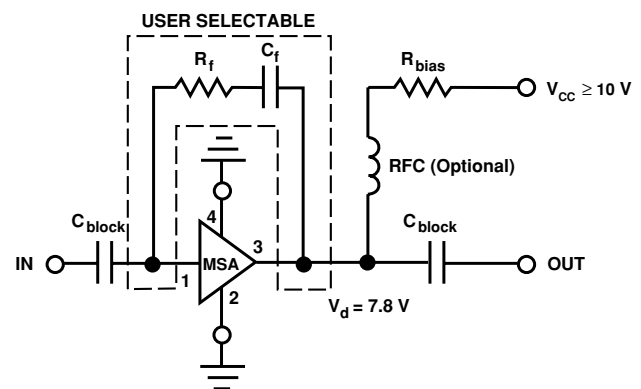 USER SELECTABLE
R_f
C_f
R_bias
V_CC ≥ 10 V
RFC (Optional)
C_block
4
3
C_block
IN
MSA
OUT
1
2
V_d = 7.8 V